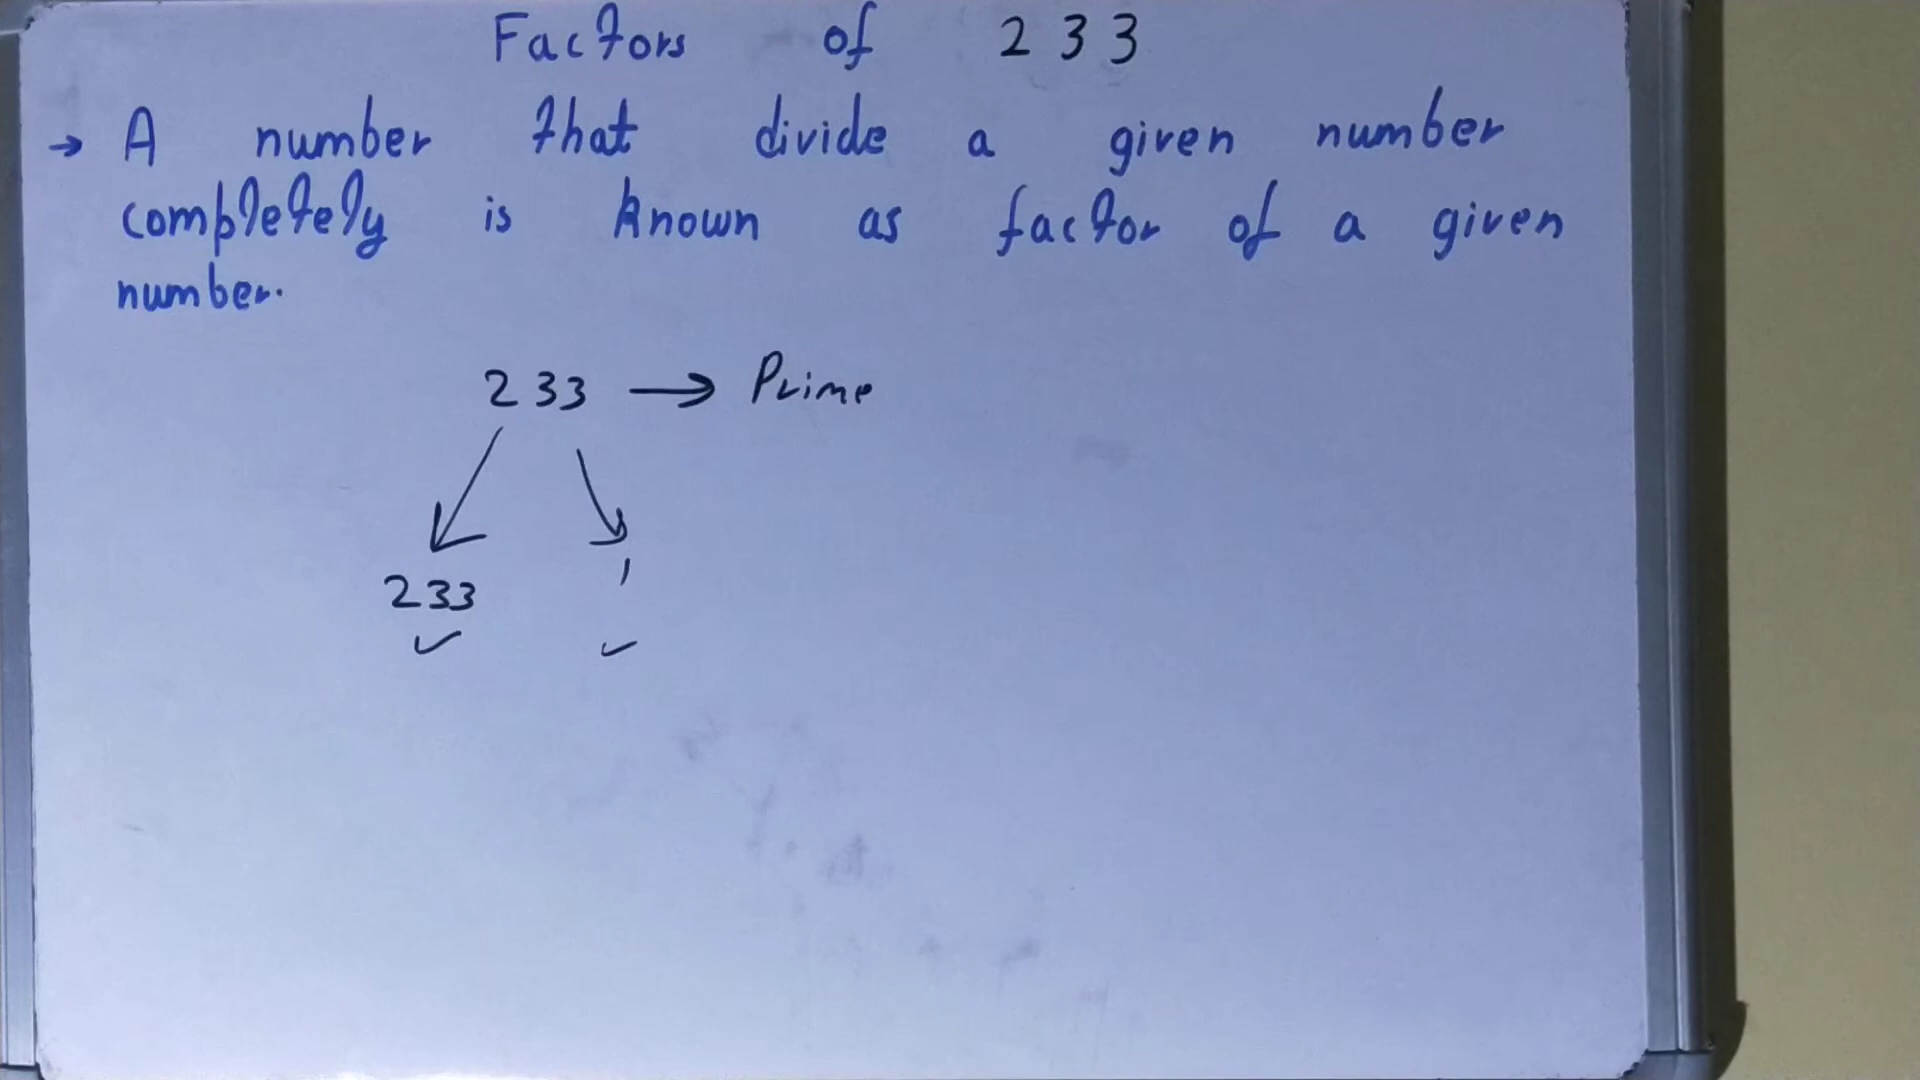 Factors of 233
→ A number that divide a given number
completely is known as factor of a given
number.
233 → Prime
233 1
✓ ✓